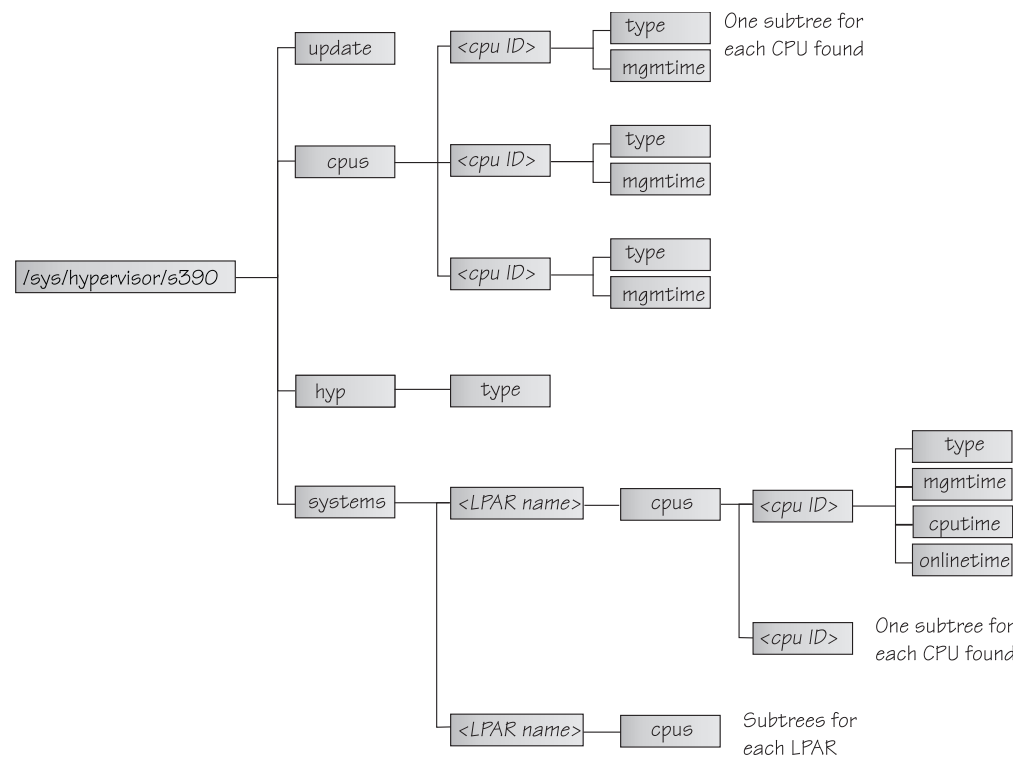 type
One subtree for
each CPU found
update
<cpu ID>
mgmtime
type
cpus
<cpu ID>
mgmtime
type
/sys/hypervisor/s390
<cpu ID>
mgmtime
hyp
type
type
mgmtime
systems
<LPAR name>
cpus
<cpu ID>
cputime
onlinetime
<cpu ID>
One subtree for
each CPU found
<LPAR name>
cpus
Subtrees for
each LPAR